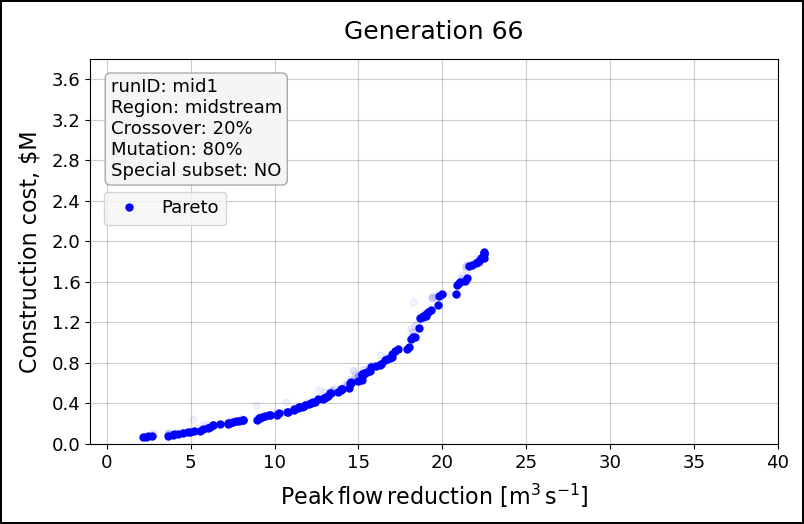 Generation 66
Construction cost, $M
3.6
3.2
2.8
2.4
2.0
1.6
1.2
0.8
0.4
0.0
runID: mid1
Region: midstream
Crossover: 20%
Mutation: 80%
Special subset: NO
Pareto
0 5 10 15 20 25 30 35 40
Peak flow reduction [m³ s⁻¹]